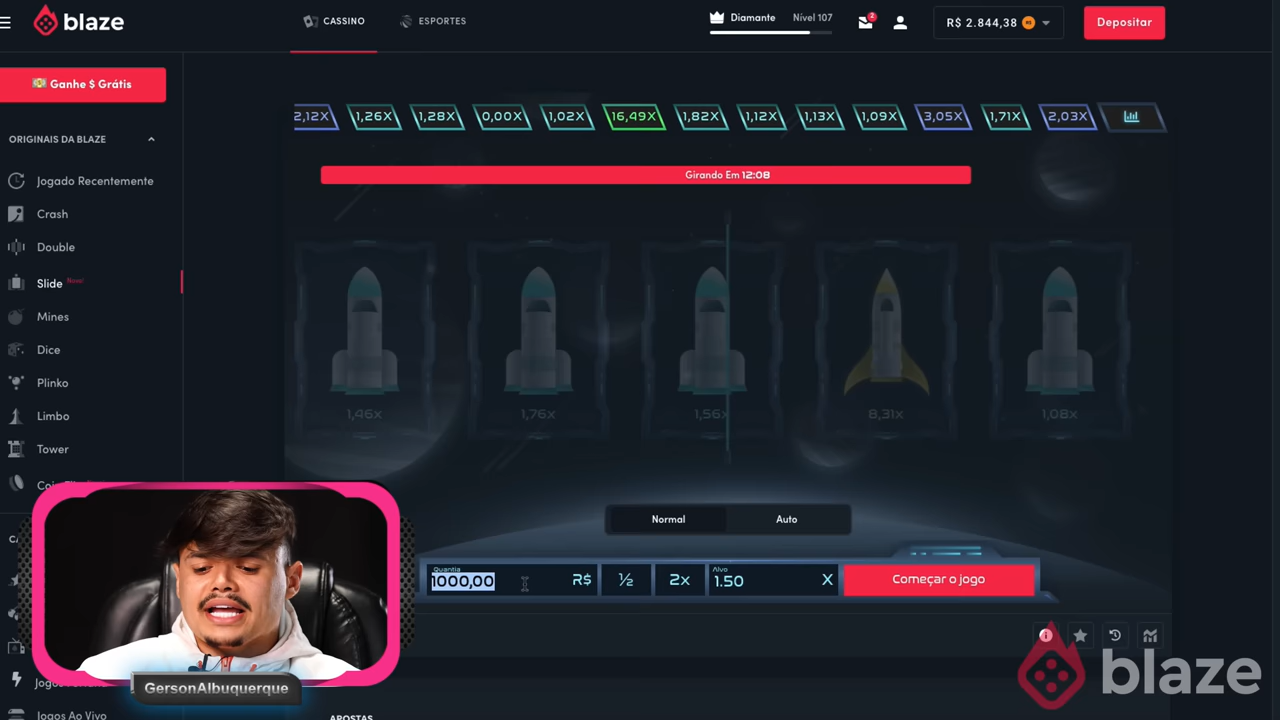 blaze
CASSINO
ESPORTES
Diamante
Nível 107
2
R$ 2.844,38
Depositar
Ganhe $ Grátis
2,12X
1,26X
1,28X
0,00X
1,02X
16,49X
1,82X
1,12X
1,13X
1,09X
3,05X
1,71X
2,03X
ORIGINAIS DA BLAZE
Girando Em 12:08
Jogado Recentemente
Crash
Double
Slide Novo!
Mines
Dice
Plinko
Limbo
Tower
1,46x
1,76x
1,56x
8,31x
1,08x
Normal
Auto
Quantia
1000,00
R$
½
2x
Alvo
1.50
X
Começar o jogo
GersonAlbuquerque
blaze
Jogos Ao Vivo
APOSTAS